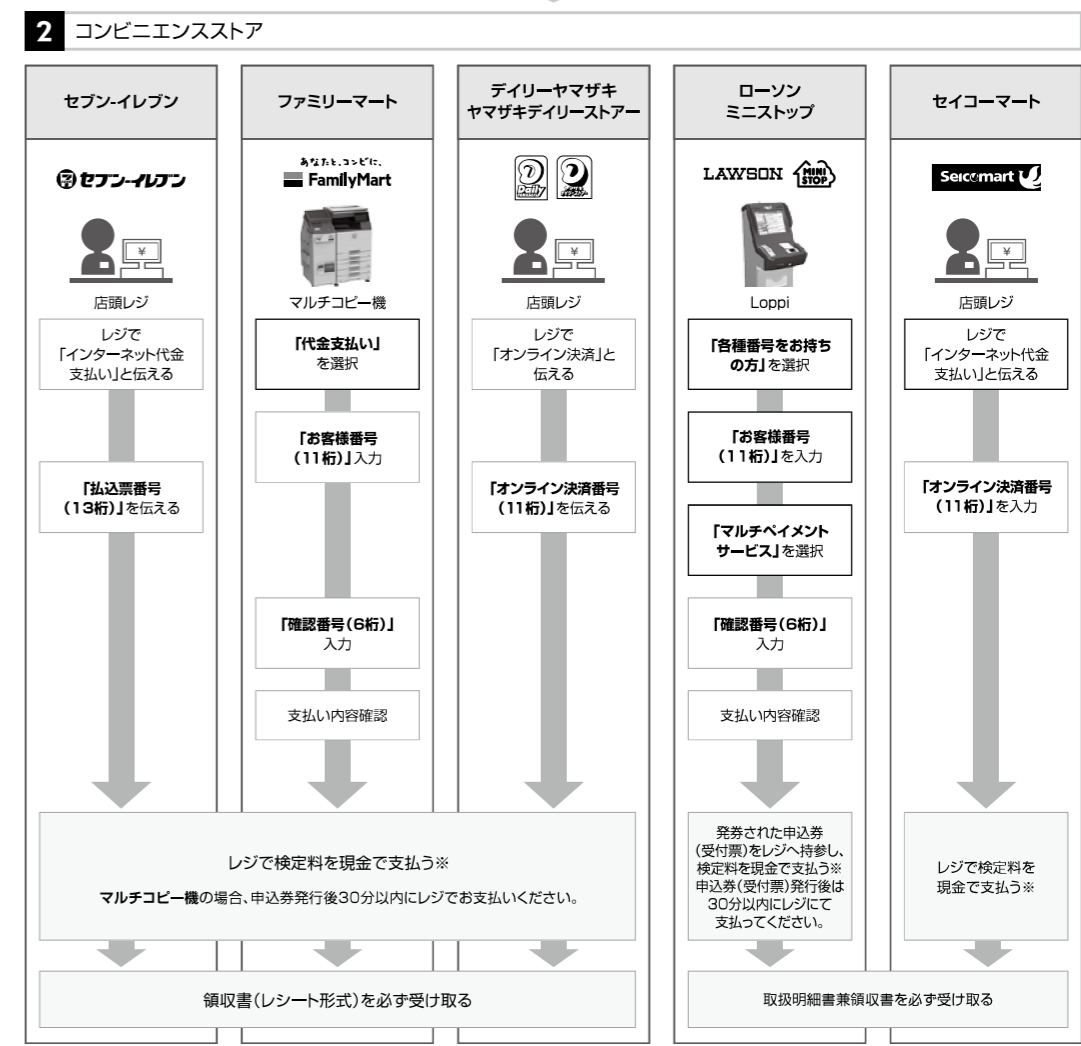 2 コンビニエンスストア
セブン-イレブン
セブン-イレブン
¥
店頭レジ
レジで
「インターネット代金
支払い」と伝える
「払込票番号
(13桁)」を伝える
ファミリーマート
あなたと、コンビに、
FamilyMart
マルチコピー機
「代金支払い」
を選択
「お客様番号
(11桁)」入力
「確認番号(6桁)」
入力
支払い内容確認
デイリーヤマザキ
ヤマザキデイリーストアー
Daily
¥
店頭レジ
レジで
「オンライン決済」と
伝える
「オンライン決済番号
(11桁)」を伝える
レジで検定料を現金で支払う※
マルチコピー機の場合、申込券発行後30分以内にレジでお支払いください。
領収書(レシート形式)を必ず受け取る
ローソン
ミニストップ
LAWSON
MINI
STOP
Loppi
「各種番号をお持ち
の方」を選択
「お客様番号
(11桁)」を入力
「マルチペイメント
サービス」を選択
「確認番号(6桁)」
入力
支払い内容確認
発券された申込券
(受付票)をレジへ持参し、
検定料を現金で支払う※
申込券(受付票)発行後は
30分以内にレジにて
支払ってください。
セイコーマート
Seicomart
¥
店頭レジ
レジで
「インターネット代金
支払い」と伝える
「オンライン決済番号
(11桁)」を入力
レジで検定料を
現金で支払う※
取扱明細書兼領収書を必ず受け取る